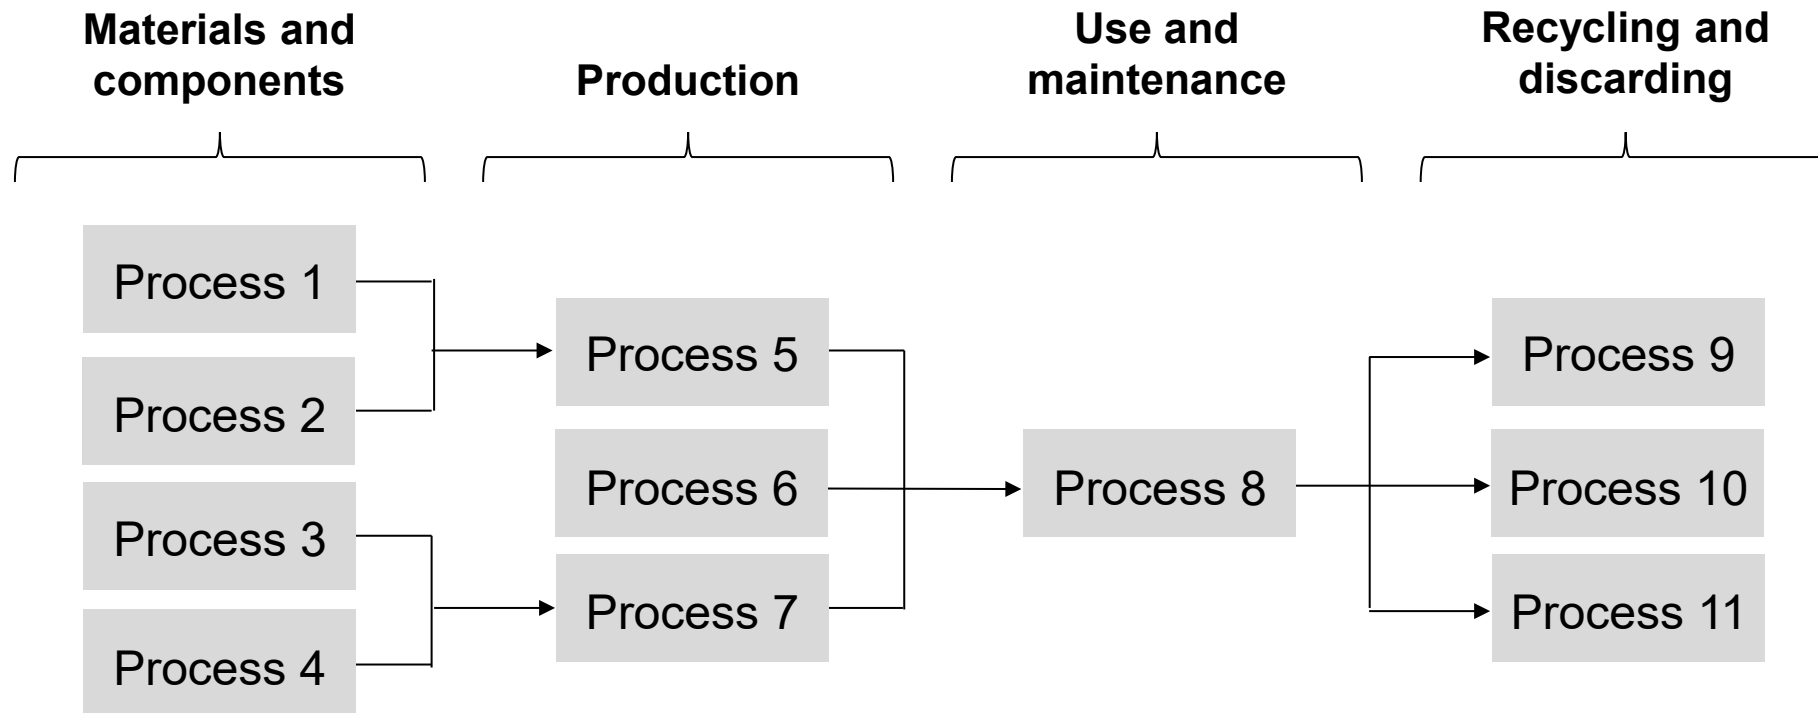 Materials and
components
Production
Use and
maintenance
Recycling and
discarding
Process 1
Process 2
Process 3
Process 4
Process 5
Process 6
Process 7
Process 8
Process 9
Process 10
Process 11